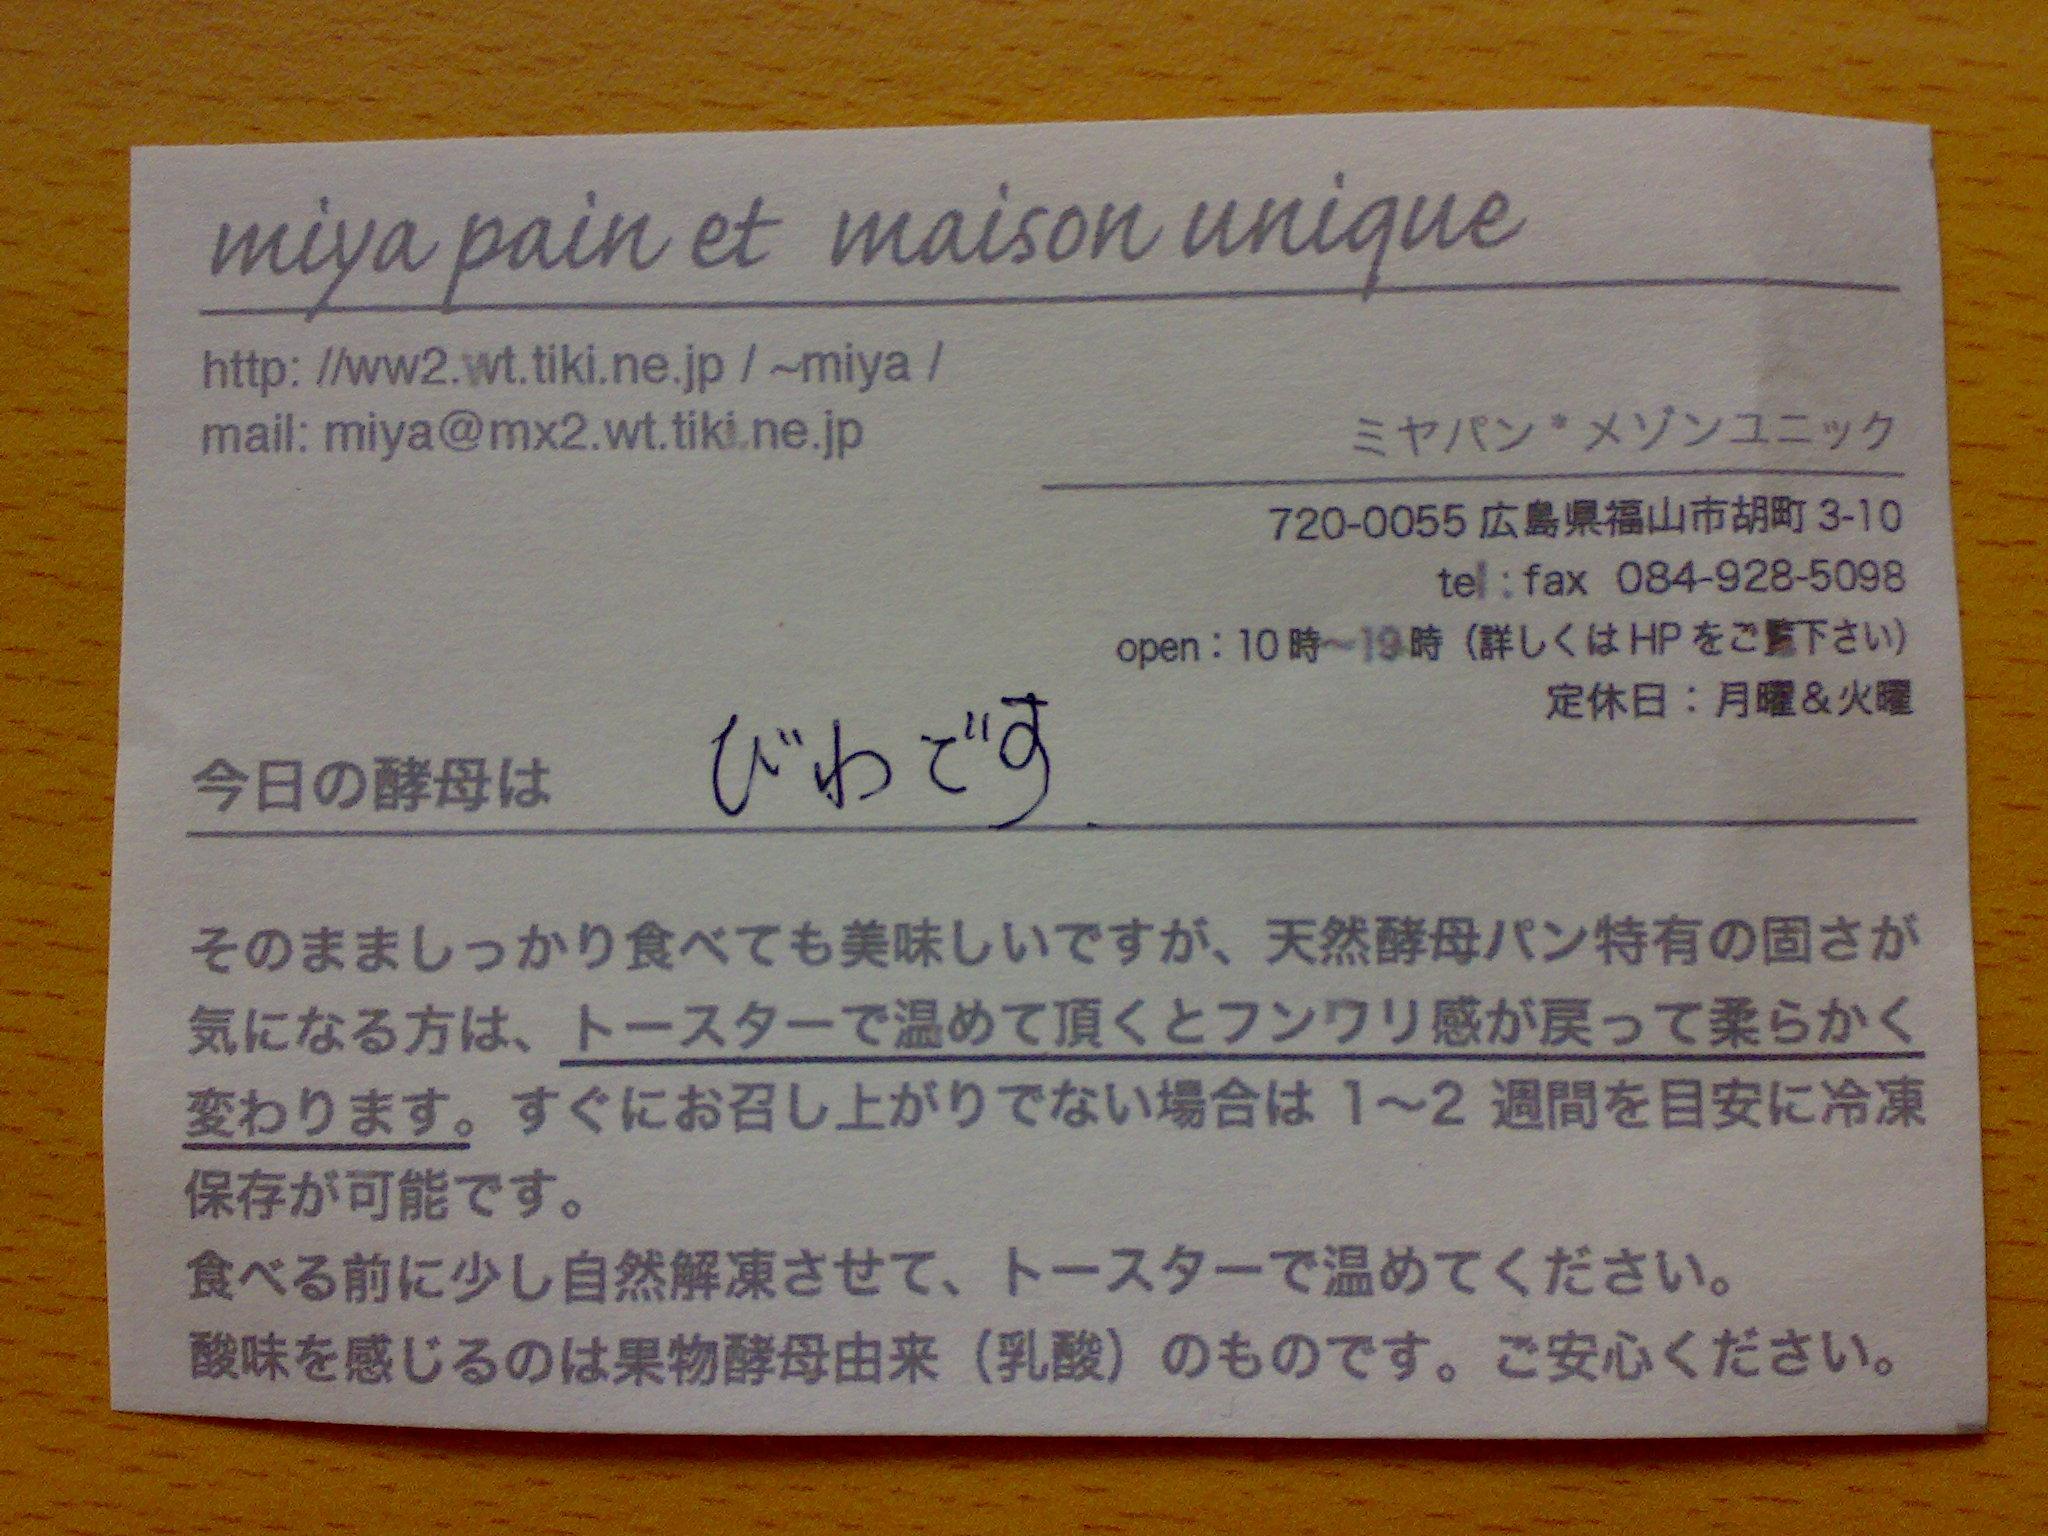 miya pain et maison unique
http: //ww2.wt.tiki.ne.jp / ~miya /
mail: miya@mx2.wt.tiki.ne.jp
ミヤパン*メゾンユニック
720-0055 広島県福山市胡町 3-10
tel : fax 084-928-5098
open : 10 時〜19 時（詳しくは HP をご覧下さい）
定休日：月曜＆火曜
今日の酵母は びわです.
そのまましっかり食べても美味しいですが、天然酵母パン特有の固さが
気になる方は、トースターで温めて頂くとフンワリ感が戻って柔らかく
変わります。すぐにお召し上がりでない場合は 1〜2 週間を目安に冷凍
保存が可能です。
食べる前に少し自然解凍させて、トースターで温めてください。
酸味を感じるのは果物酵母由来（乳酸）のものです。ご安心ください。